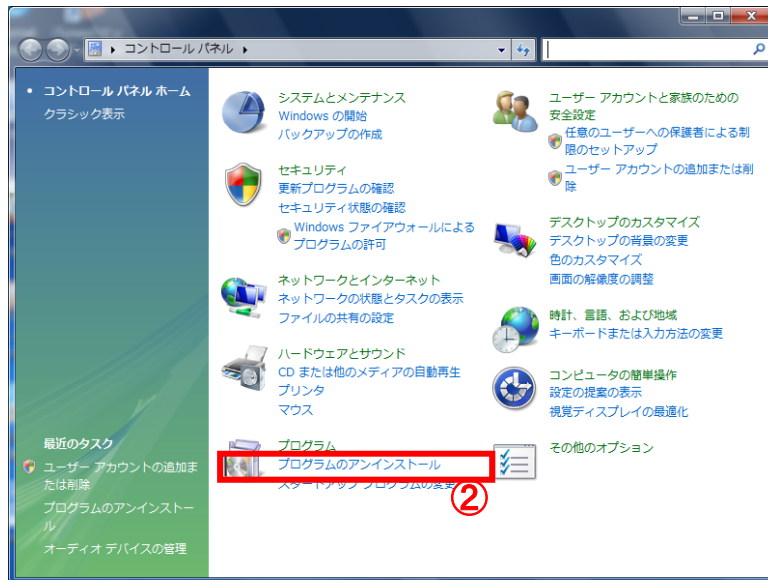 コントロール パネル
コントロール パネル ホーム
クラシック表示
最近のタスク
ユーザー アカウントの追加ま
たは削除
プログラムのアンインストー
ル
オーディオ デバイスの管理
システムとメンテナンス
Windows の開始
バックアップの作成
セキュリティ
更新プログラムの確認
セキュリティ状態の確認
Windows ファイアウォールによる
プログラムの許可
ネットワークとインターネット
ネットワークの状態とタスクの表示
ファイルの共有の設定
ハードウェアとサウンド
CD または他のメディアの自動再生
プリンタ
マウス
プログラム
プログラムのアンインストール
スタートアップ プログラムの変更
②
ユーザー アカウントと家族のための
安全設定
任意のユーザーへの保護者による制
限のセットアップ
ユーザー アカウントの追加または削
除
デスクトップのカスタマイズ
デスクトップの背景の変更
色のカスタマイズ
画面の解像度の調整
時計、言語、および地域
キーボードまたは入力方法の変更
コンピュータの簡単操作
設定の提案の表示
視覚ディスプレイの最適化
その他のオプション